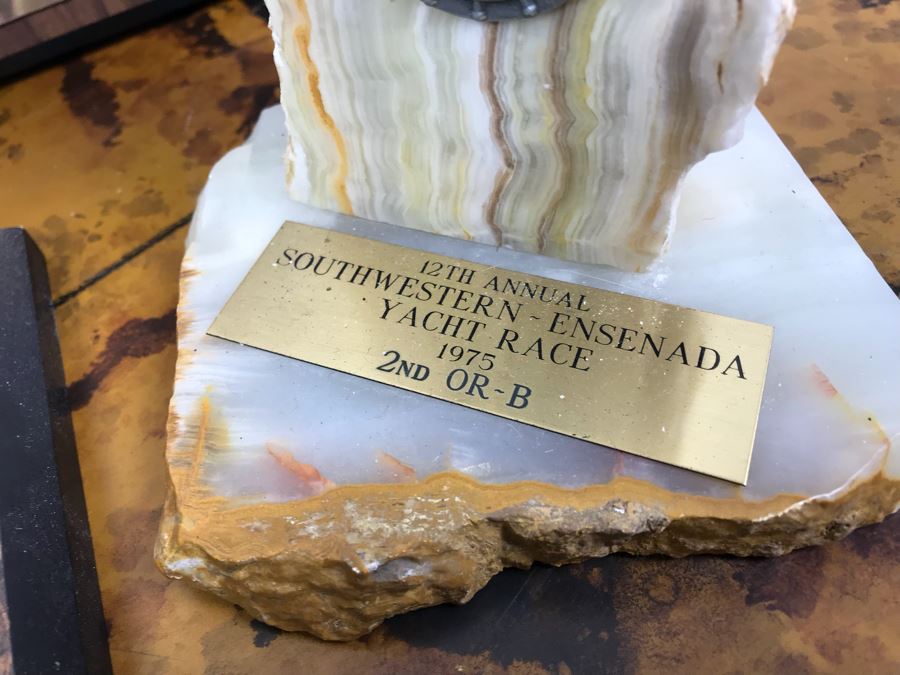 12TH ANNUAL
SOUTHWESTERN - ENSENADA
YACHT RACE
1975
2ND OR-B